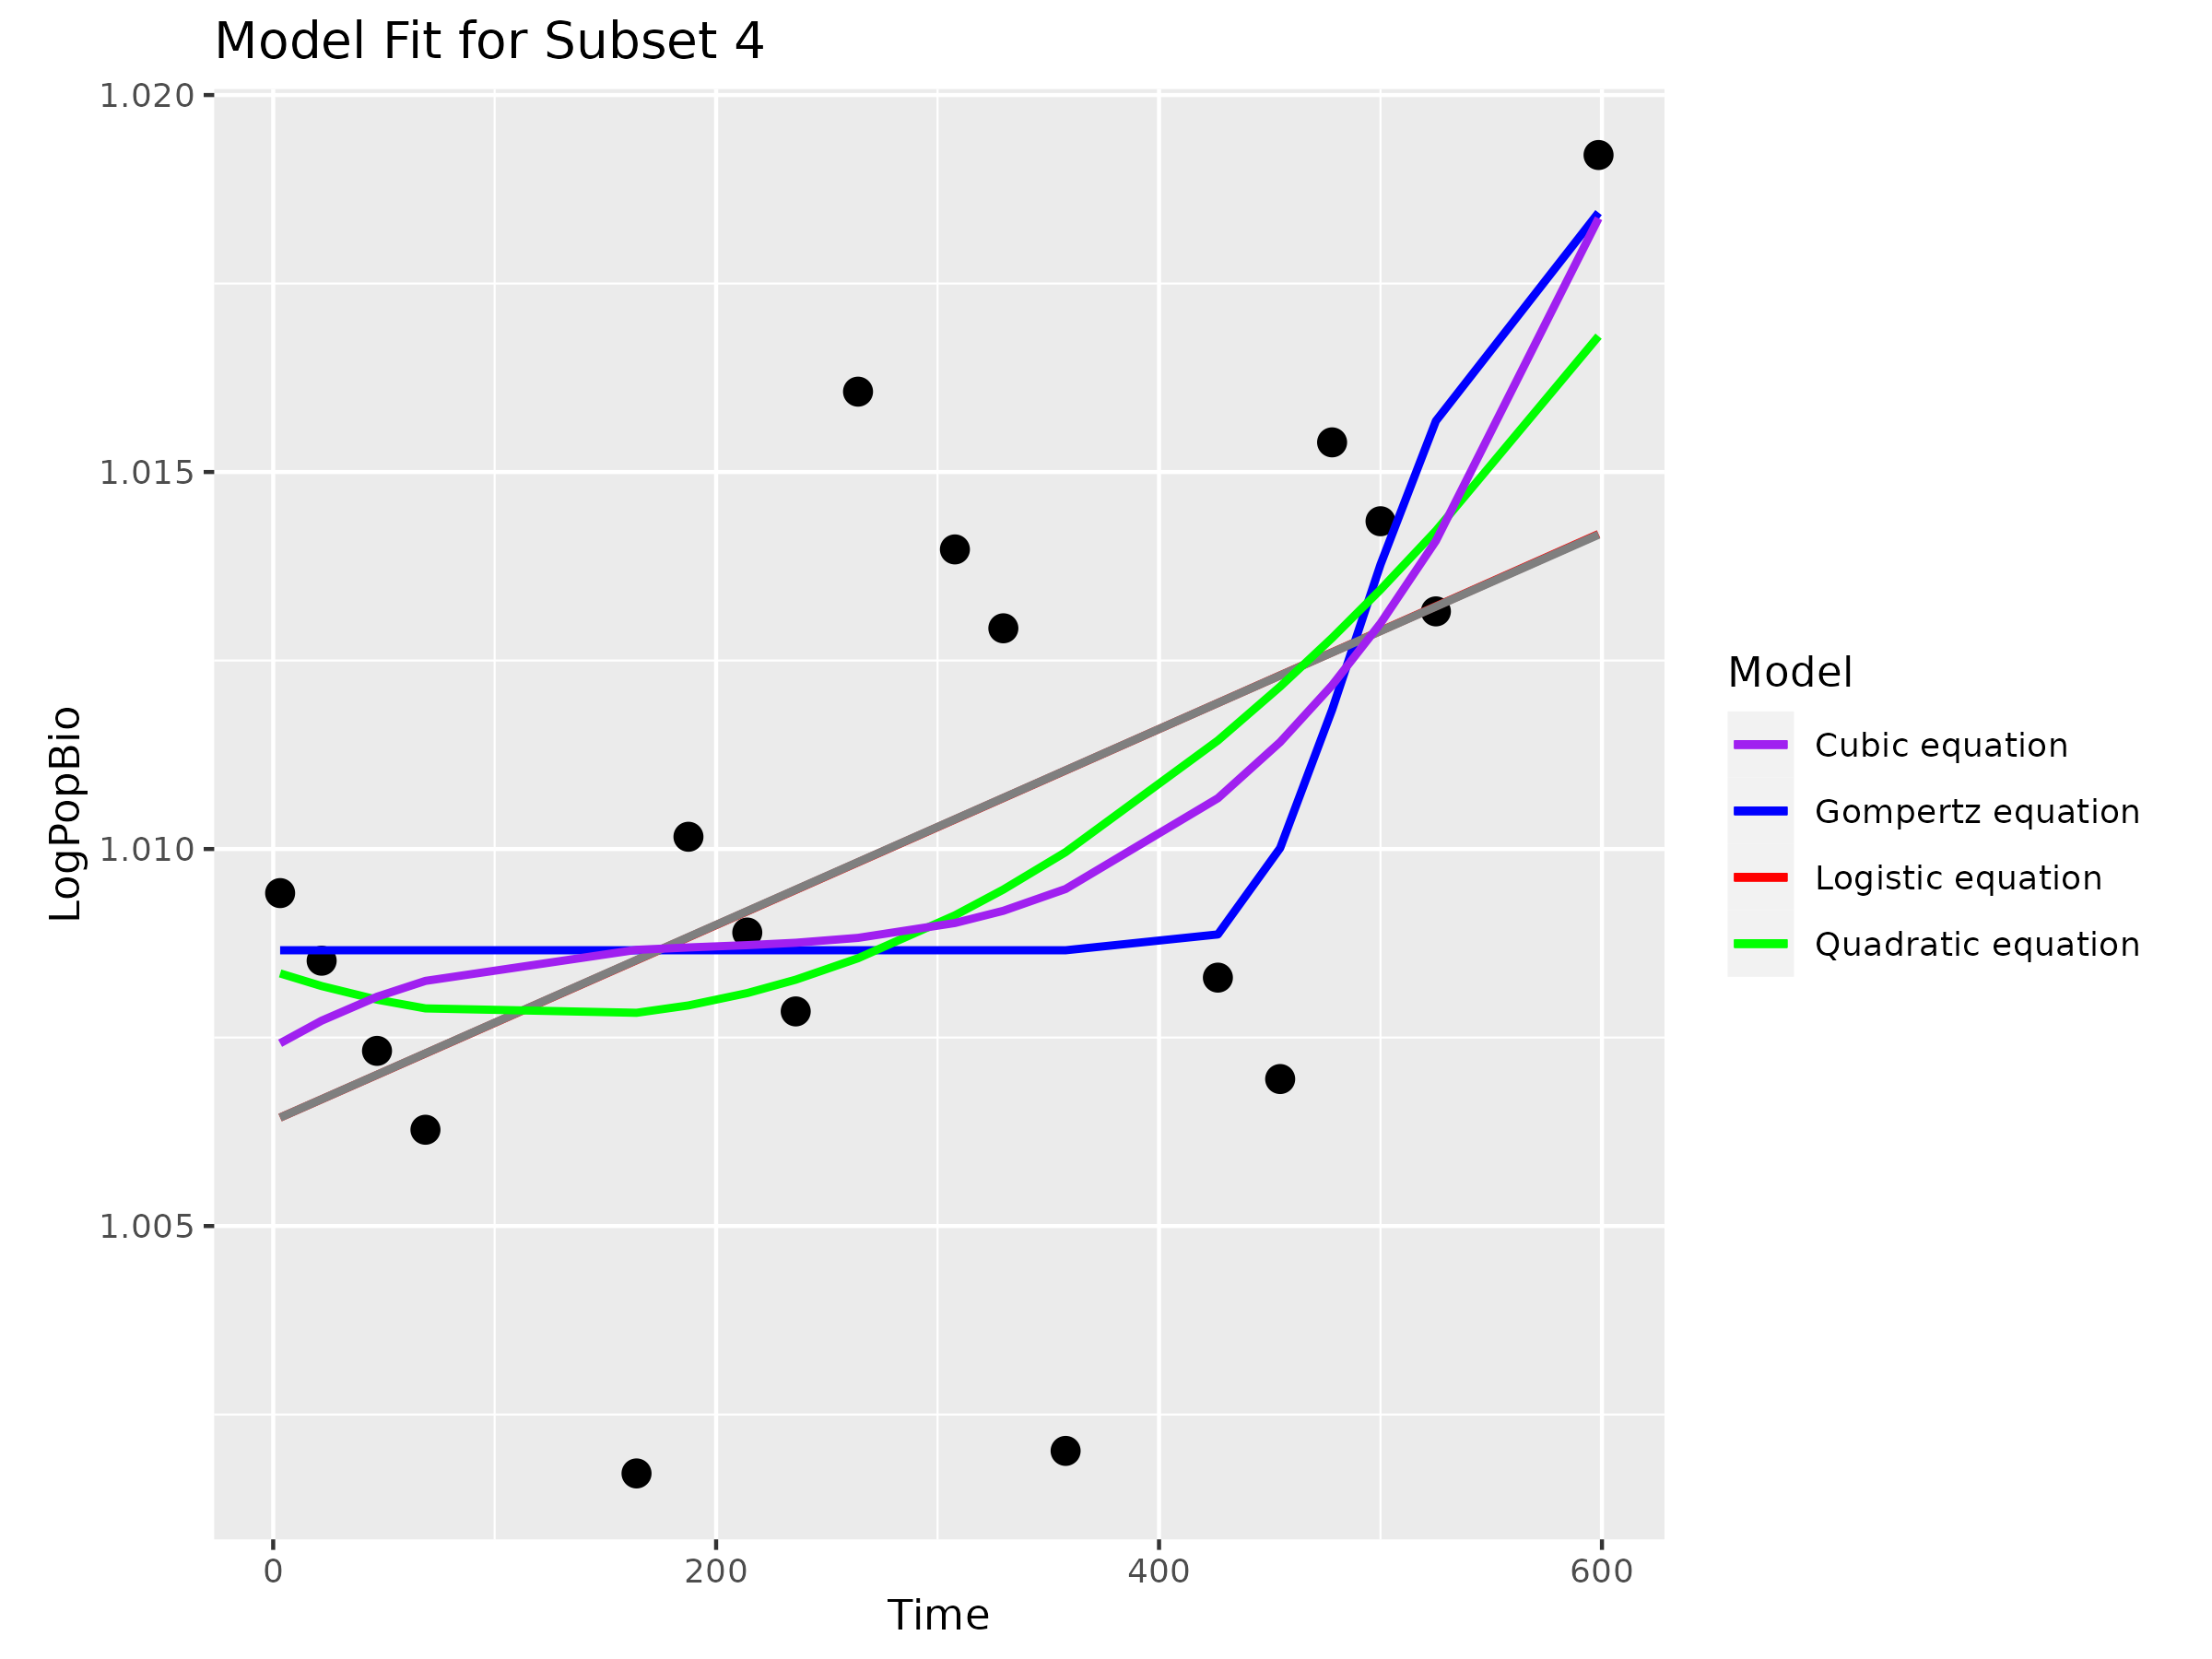 Model Fit for Subset 4
1.020
1.015
1.010
1.005
LogPopBio
0
200
400
600
Time
Model
Cubic equation
Gompertz equation
Logistic equation
Quadratic equation